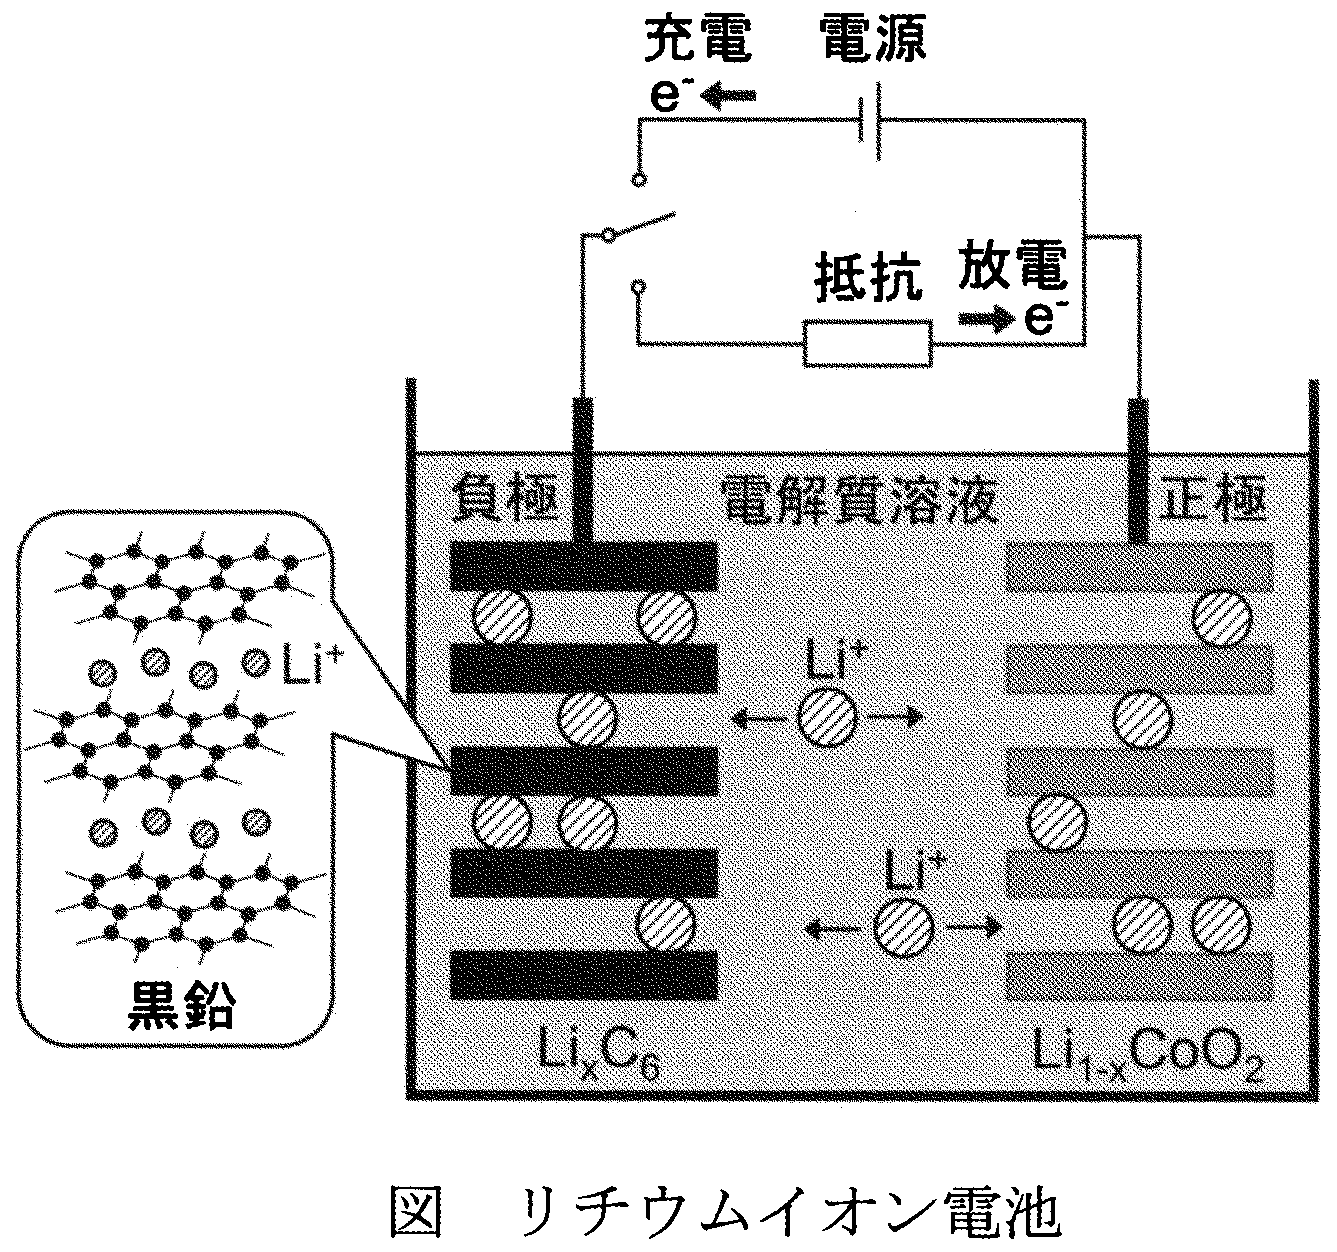 充電 電源
e⁻
抵抗 放電
e⁻
負極 電解質溶液 正極
Li⁺
Li⁺
Li⁺
黒鉛
LiₓC₆ Li₁₋ₓCoO₂
図 リチウムイオン電池